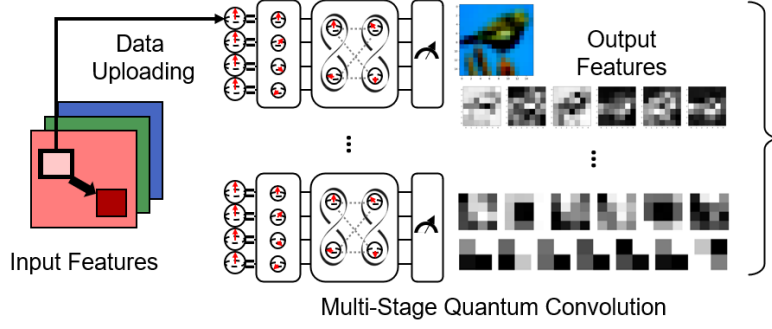 Data
Uploading
Output
Features
Input Features
Multi-Stage Quantum Convolution